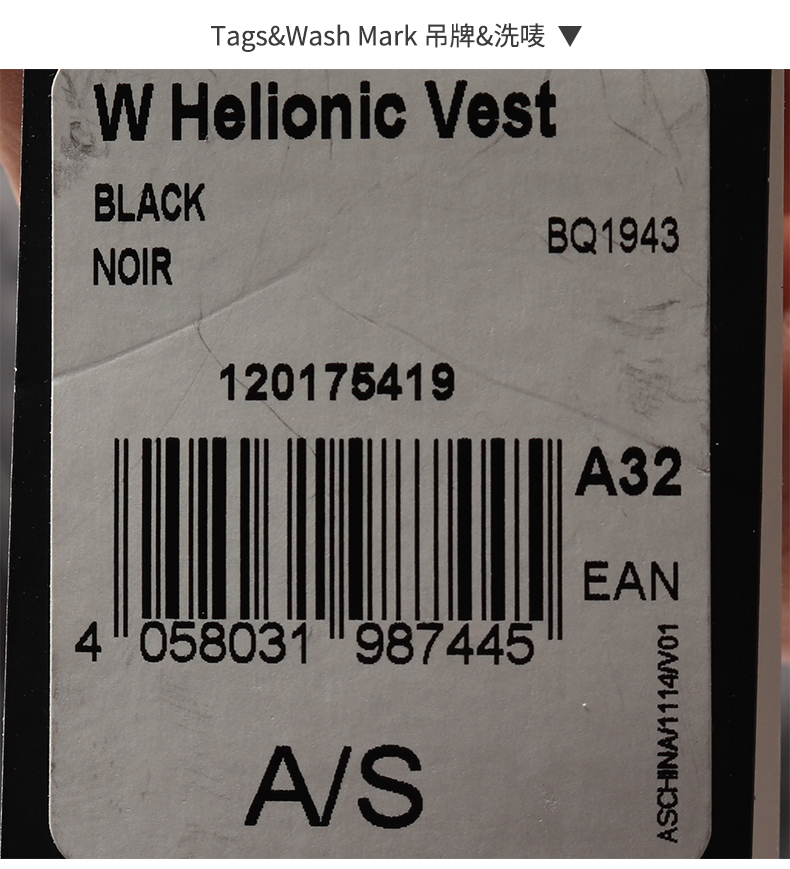 Tags&Wash Mark 吊牌&洗唛 ▼
W Helionic Vest
BLACK
NOIR
BQ1943
120175419
A32
EAN
4 058031 987445
ASCHINA/1114/V01
A/S